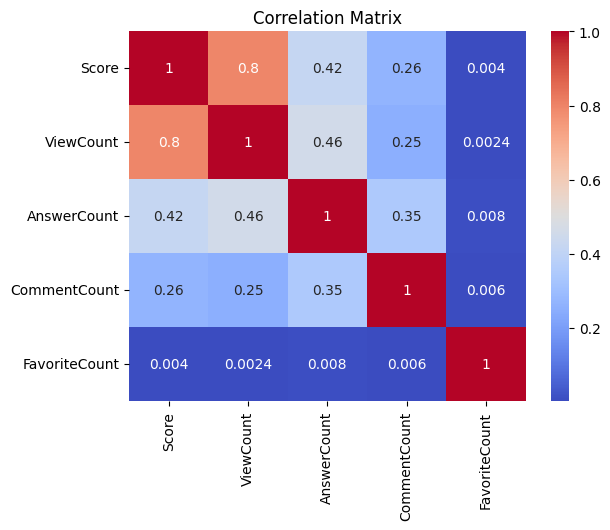 Correlation Matrix
Score 1 0.8 0.42 0.26 0.004
ViewCount 0.8 1 0.46 0.25 0.0024
AnswerCount 0.42 0.46 1 0.35 0.008
CommentCount 0.26 0.25 0.35 1 0.006
FavoriteCount 0.004 0.0024 0.008 0.006 1
Score
ViewCount
AnswerCount
CommentCount
FavoriteCount
1.0
0.8
0.6
0.4
0.2